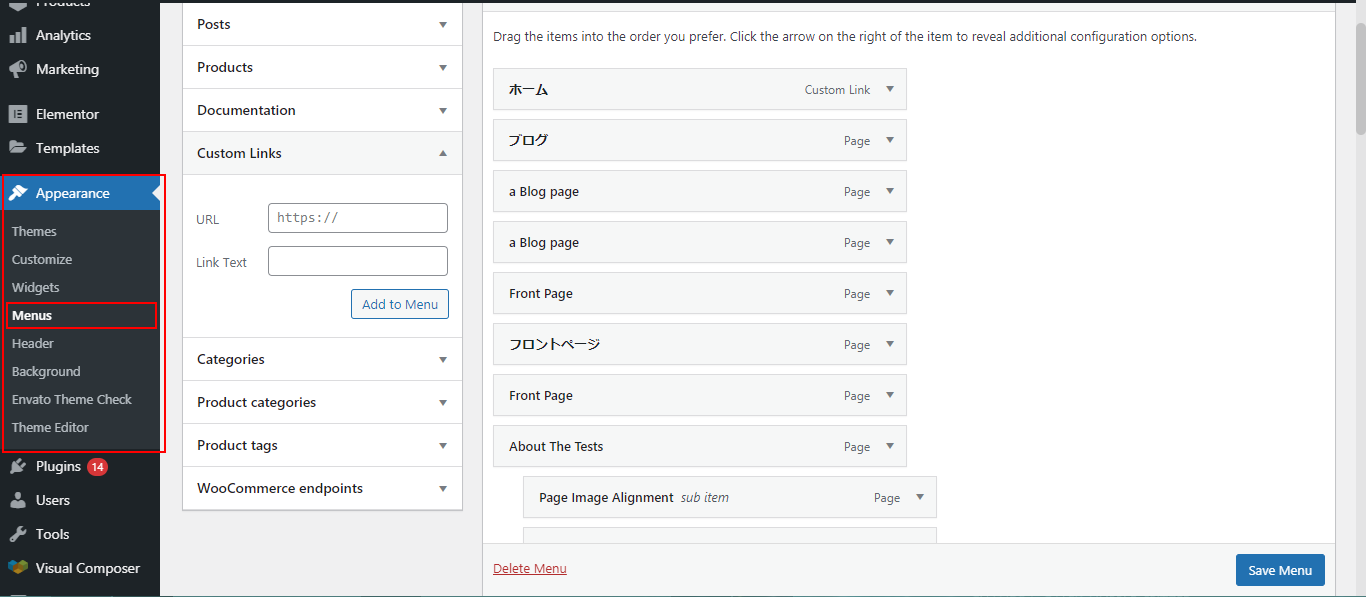 Products
Analytics
Marketing
Elementor
Templates
Appearance
Themes
Customize
Widgets
Menus
Header
Background
Envato Theme Check
Theme Editor
Plugins 14
Users
Tools
Visual Composer
Posts
Products
Documentation
Custom Links
URL https://
Link Text
Add to Menu
Categories
Product categories
Product tags
WooCommerce endpoints
Drag the items into the order you prefer. Click the arrow on the right of the item to reveal additional configuration options.
ホーム Custom Link
ブログ Page
a Blog page Page
a Blog page Page
Front Page Page
フロントページ Page
Front Page Page
About The Tests Page
Page Image Alignment sub item Page
Delete Menu
Save Menu